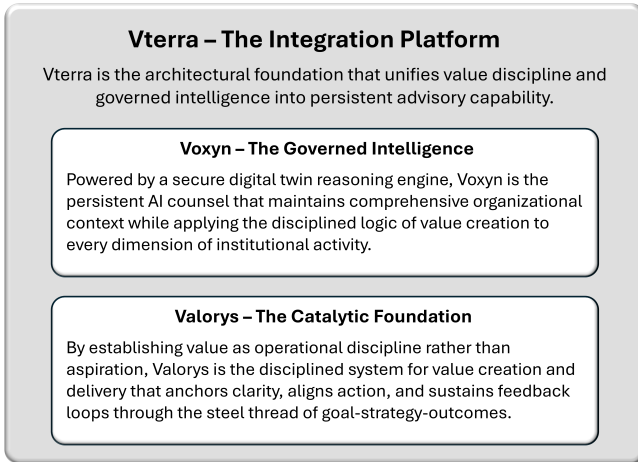 Vterra – The Integration Platform
Vterra is the architectural foundation that unifies value discipline and
governed intelligence into persistent advisory capability.
Voxyn – The Governed Intelligence
Powered by a secure digital twin reasoning engine, Voxyn is the
persistent AI counsel that maintains comprehensive organizational
context while applying the disciplined logic of value creation to
every dimension of institutional activity.
Valorys – The Catalytic Foundation
By establishing value as operational discipline rather than
aspiration, Valorys is the disciplined system for value creation and
delivery that anchors clarity, aligns action, and sustains feedback
loops through the steel thread of goal-strategy-outcomes.